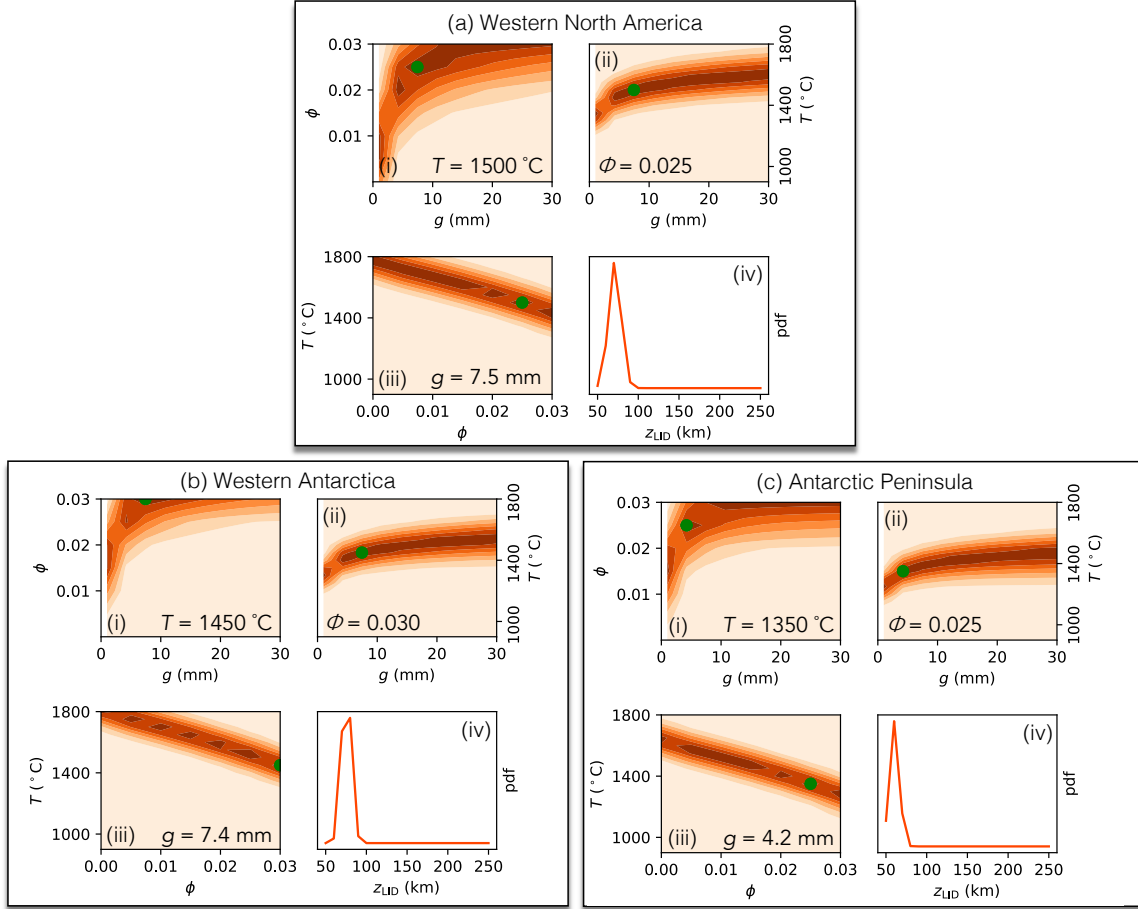 (a) Western North America
0.03
0.02
0.01
ϕ
(i)
T = 1500 °C
0 10 20 30
g (mm)
(ii)
Φ = 0.025
1800
1400
1000
T (°C)
0 10 20 30
g (mm)
1800
1400
1000
T (°C)
(iii)
g = 7.5 mm
0.00 0.01 0.02 0.03
ϕ
(iv)
pdf
50 100 150 200 250
zLID (km)
(b) Western Antarctica
0.03
0.02
0.01
ϕ
(i)
T = 1450 °C
0 10 20 30
g (mm)
(ii)
Φ = 0.030
1800
1400
1000
T (°C)
0 10 20 30
g (mm)
1800
1400
1000
T (°C)
(iii)
g = 7.4 mm
0.00 0.01 0.02 0.03
ϕ
(iv)
pdf
50 100 150 200 250
zLID (km)
(c) Antarctic Peninsula
0.03
0.02
0.01
ϕ
(i)
T = 1350 °C
0 10 20 30
g (mm)
(ii)
Φ = 0.025
1800
1400
1000
T (°C)
0 10 20 30
g (mm)
1800
1400
1000
T (°C)
(iii)
g = 4.2 mm
0.00 0.01 0.02 0.03
ϕ
(iv)
pdf
50 100 150 200 250
zLID (km)